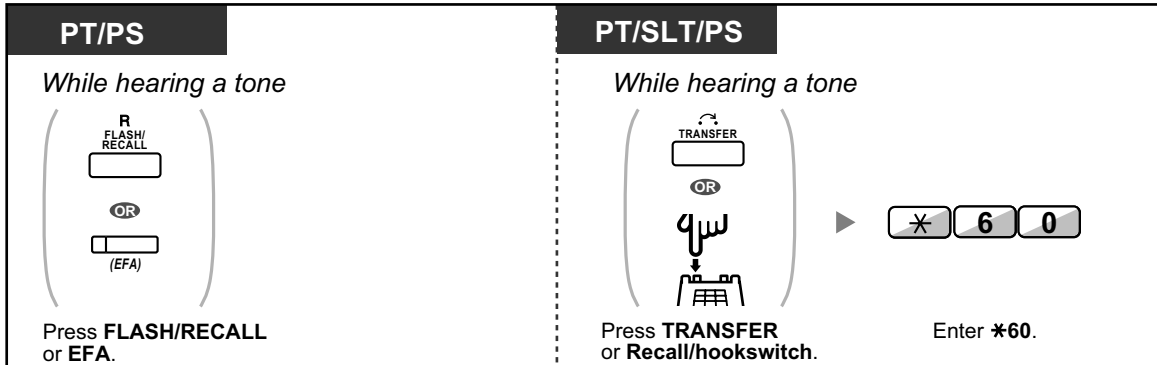 PT/PS
While hearing a tone
R
FLASH/
RECALL
OR
(EFA)
Press FLASH/RECALL
or EFA.
PT/SLT/PS
While hearing a tone
TRANSFER
OR
Press TRANSFER
or Recall/hookswitch.
* 6 0
Enter *60.